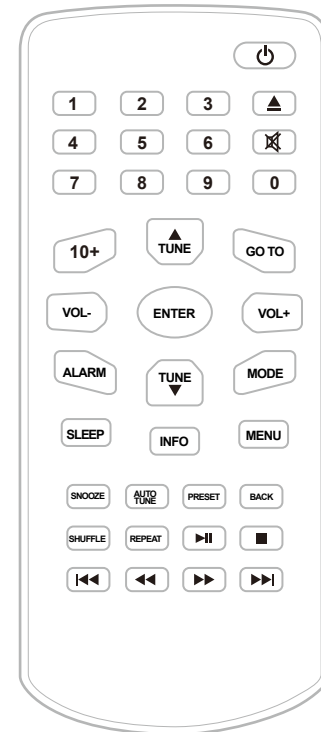 1 2 3
4 5 6
7 8 9 0
10+ TUNE GO TO
VOL- ENTER VOL+
ALARM TUNE MODE
SLEEP INFO MENU
SNOOZE AUTO TUNE PRESET BACK
SHUFFLE REPEAT